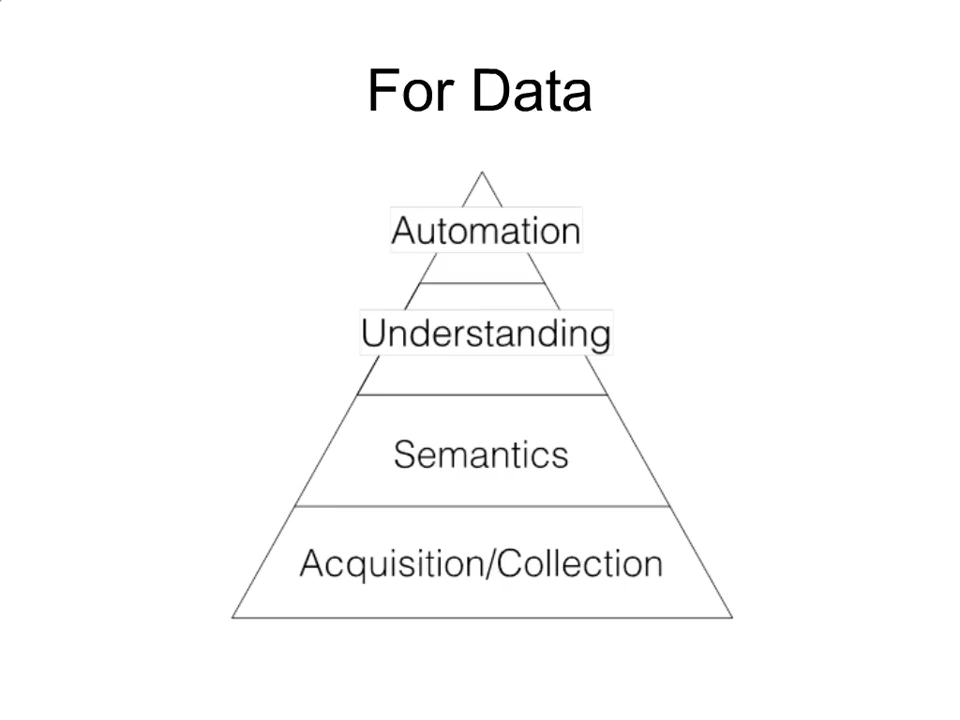 For Data
Automation
Understanding
Semantics
Acquisition/Collection